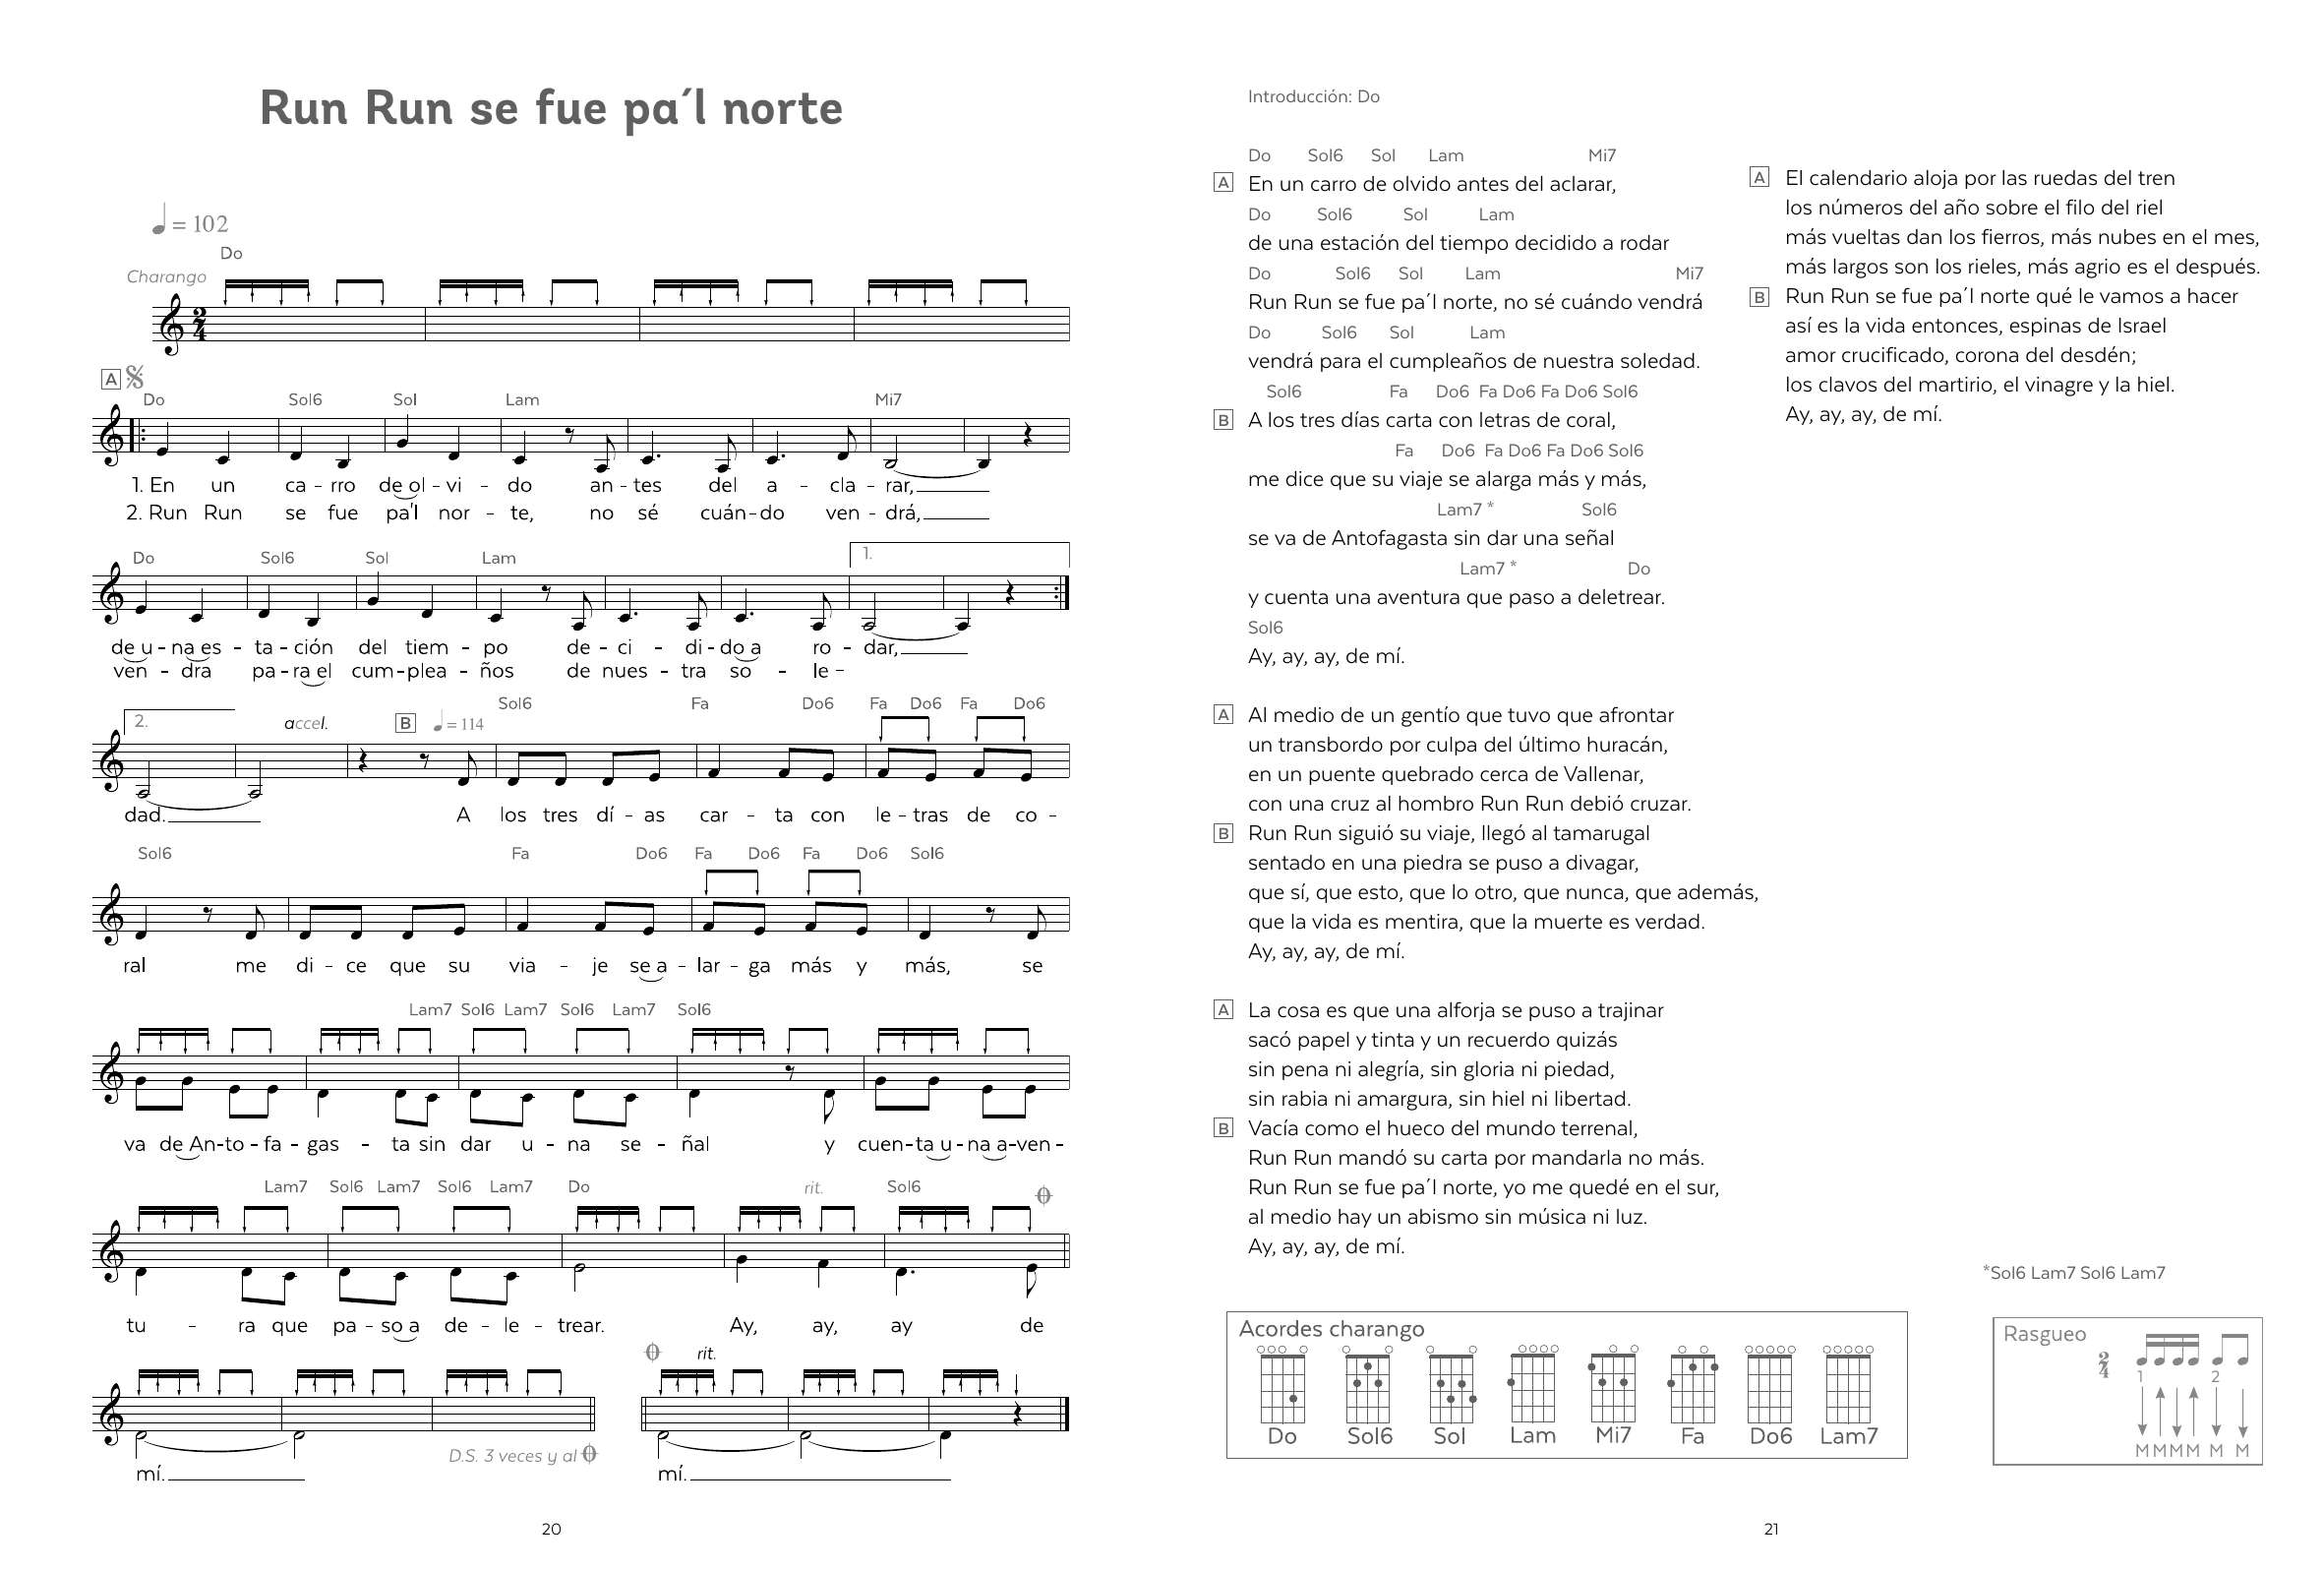 Run Run se fue pa´l norte
= 102
Do
Charango
A
Do Sol6 Sol Lam Mi7
1. En un ca - rro de ol - vi - do an - tes del a - cla - rar,
2. Run Run se fue pa'l nor - te, no sé cuán - do ven - drá,
Do Sol6 Sol Lam 1.
de u - na es - ta - ción del tiem - po de - ci - di - do a ro - dar,
ven - dra pa - ra el cum - plea - ños de nues - tra so - le -
2. accel. B = 114 Sol6 Fa Do6 Fa Do6 Fa Do6
dad. A los tres dí - as car - ta con le - tras de co -
Sol6 Fa Do6 Fa Do6 Fa Do6 Sol6
ral me di - ce que su via - je se a - lar - ga más y más, se
Lam7 Sol6 Lam7 Sol6 Lam7 Sol6
va de An - to - fa - gas - ta sin dar u - na se - ñal y cuen - ta u - na a - ven -
Lam7 Sol6 Lam7 Sol6 Lam7 Do rit. Sol6
tu - ra que pa - so a de - le - trear. Ay, ay, ay de
rit.
D.S. 3 veces y al
mí. mí.
20
Introducción: Do
Do Sol6 Sol Lam Mi7
A En un carro de olvido antes del aclarar,
Do Sol6 Sol Lam
de una estación del tiempo decidido a rodar
Do Sol6 Sol Lam Mi7
Run Run se fue pa´l norte, no sé cuándo vendrá
Do Sol6 Sol Lam
vendrá para el cumpleaños de nuestra soledad.
Sol6 Fa Do6 Fa Do6 Fa Do6 Sol6
B A los tres días carta con letras de coral,
Fa Do6 Fa Do6 Fa Do6 Sol6
me dice que su viaje se alarga más y más,
Lam7 * Sol6
se va de Antofagasta sin dar una señal
Lam7 * Do
y cuenta una aventura que paso a deletrear.
Sol6
Ay, ay, ay, de mí.
A Al medio de un gentío que tuvo que afrontar
un transbordo por culpa del último huracán,
en un puente quebrado cerca de Vallenar,
con una cruz al hombro Run Run debió cruzar.
B Run Run siguió su viaje, llegó al tamarugal
sentado en una piedra se puso a divagar,
que sí, que esto, que lo otro, que nunca, que además,
que la vida es mentira, que la muerte es verdad.
Ay, ay, ay, de mí.
A La cosa es que una alforja se puso a trajinar
sacó papel y tinta y un recuerdo quizás
sin pena ni alegría, sin gloria ni piedad,
sin rabia ni amargura, sin hiel ni libertad.
B Vacía como el hueco del mundo terrenal,
Run Run mandó su carta por mandarla no más.
Run Run se fue pa´l norte, yo me quedé en el sur,
al medio hay un abismo sin música ni luz.
Ay, ay, ay, de mí.
A El calendario aloja por las ruedas del tren
los números del año sobre el filo del riel
más vueltas dan los fierros, más nubes en el mes,
más largos son los rieles, más agrio es el después.
B Run Run se fue pa´l norte qué le vamos a hacer
así es la vida entonces, espinas de Israel
amor crucificado, corona del desdén;
los clavos del martirio, el vinagre y la hiel.
Ay, ay, ay, de mí.
*Sol6 Lam7 Sol6 Lam7
Acordes charango
Do Sol6 Sol Lam Mi7 Fa Do6 Lam7
Rasgueo
2
4
1 2
M M M M M M
21